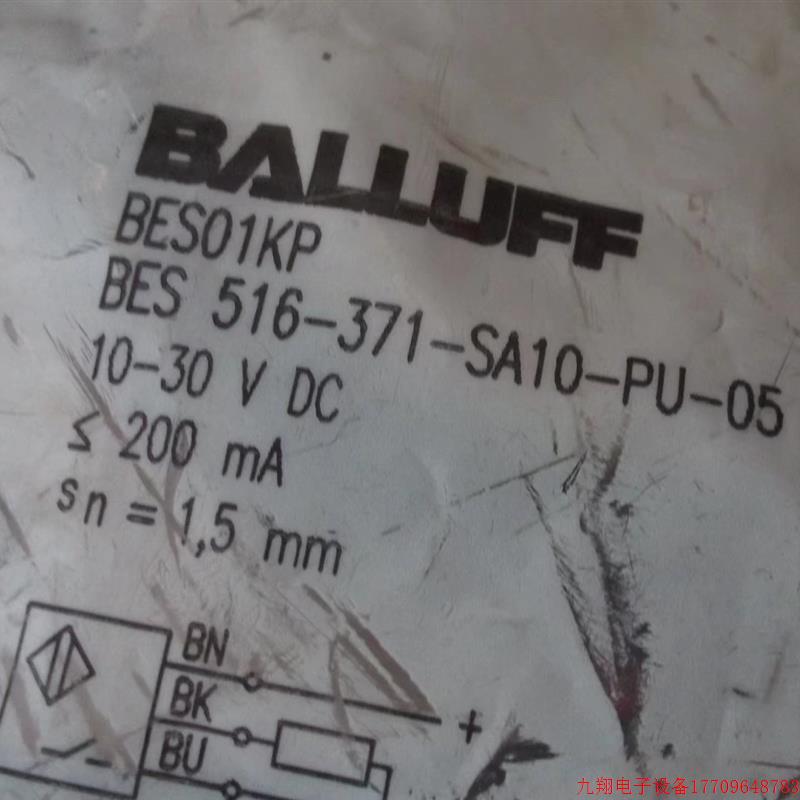 BALLUFF
BES01KP
BES 516-371-SA10-PU-05
10-30 V DC
≤ 200 mA
sn = 1,5 mm
BN
BK
+
BU
九翔电子设备17709648783